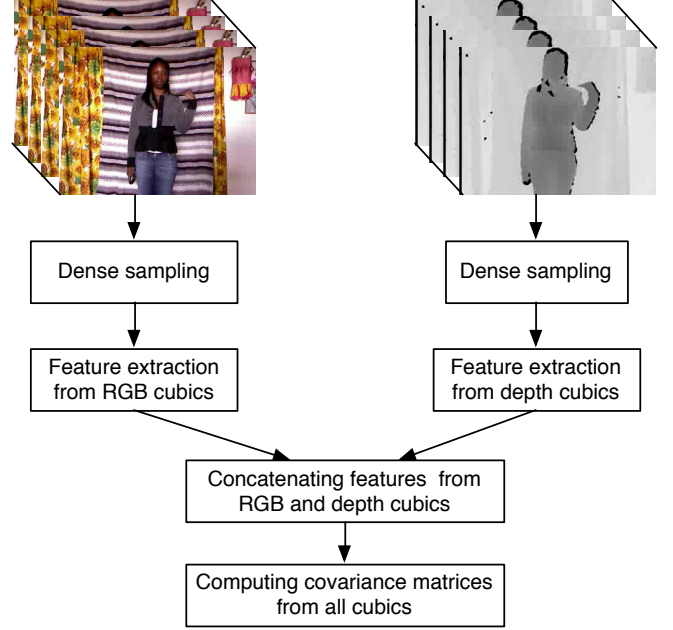 Dense sampling
Dense sampling
Feature extraction
from RGB cubics
Feature extraction
from depth cubics
Concatenating features from
RGB and depth cubics
Computing covariance matrices
from all cubics